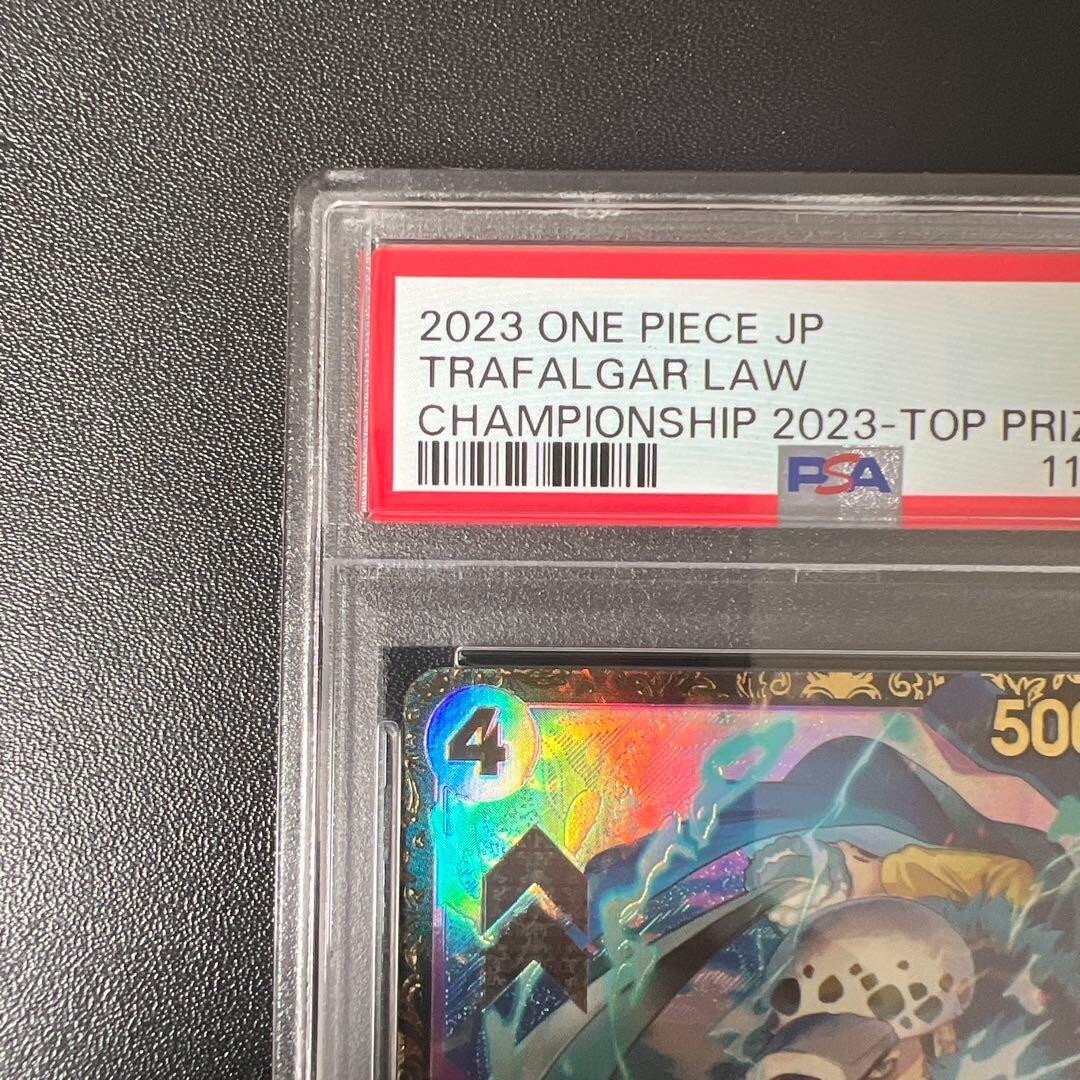 2023 ONE PIECE JP
TRAFALGAR LAW
CHAMPIONSHIP 2023-TOP PRIZ
PSA
11
4
500